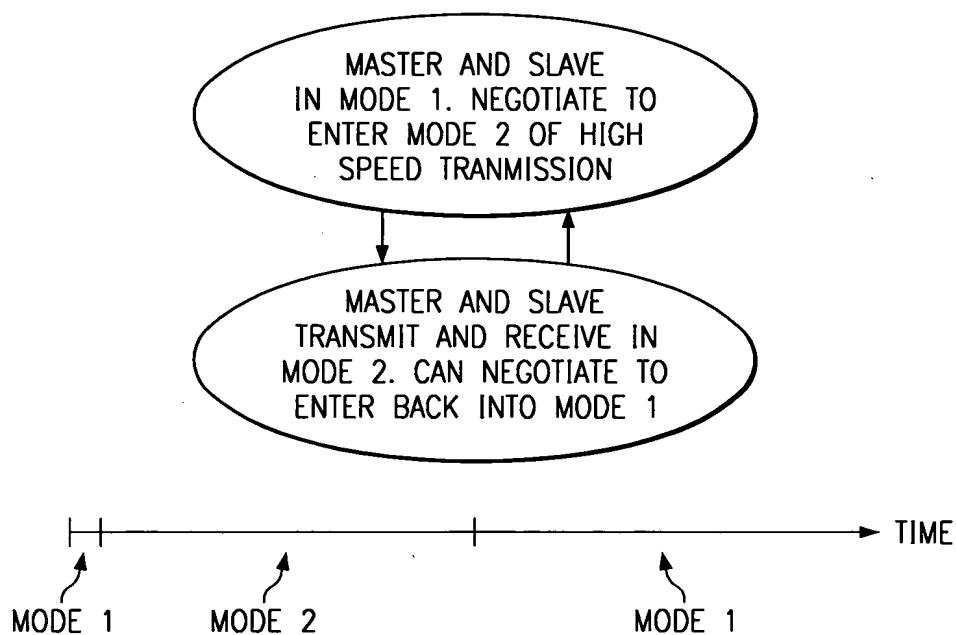 MASTER AND SLAVE
IN MODE 1. NEGOTIATE TO
ENTER MODE 2 OF HIGH
SPEED TRANMISSION
MASTER AND SLAVE
TRANSMIT AND RECEIVE IN
MODE 2. CAN NEGOTIATE TO
ENTER BACK INTO MODE 1
TIME
MODE 1
MODE 2
MODE 1